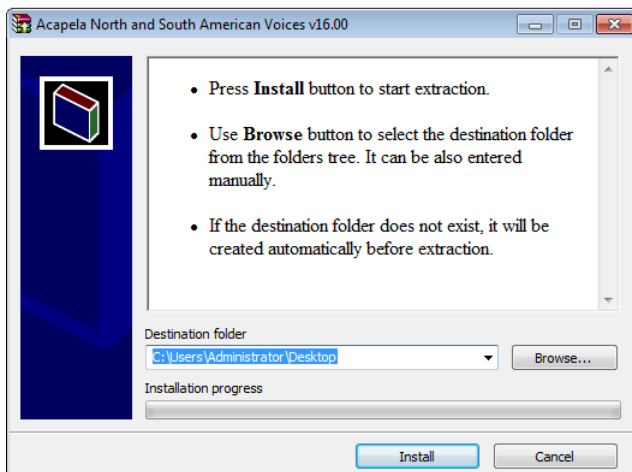 Acapela North and South American Voices v16.00
• Press Install button to start extraction.
• Use Browse button to select the destination folder
from the folders tree. It can be also entered
manually.
• If the destination folder does not exist, it will be
created automatically before extraction.
Destination folder
C:\Users\Administrator\Desktop
Browse...
Installation progress
Install
Cancel